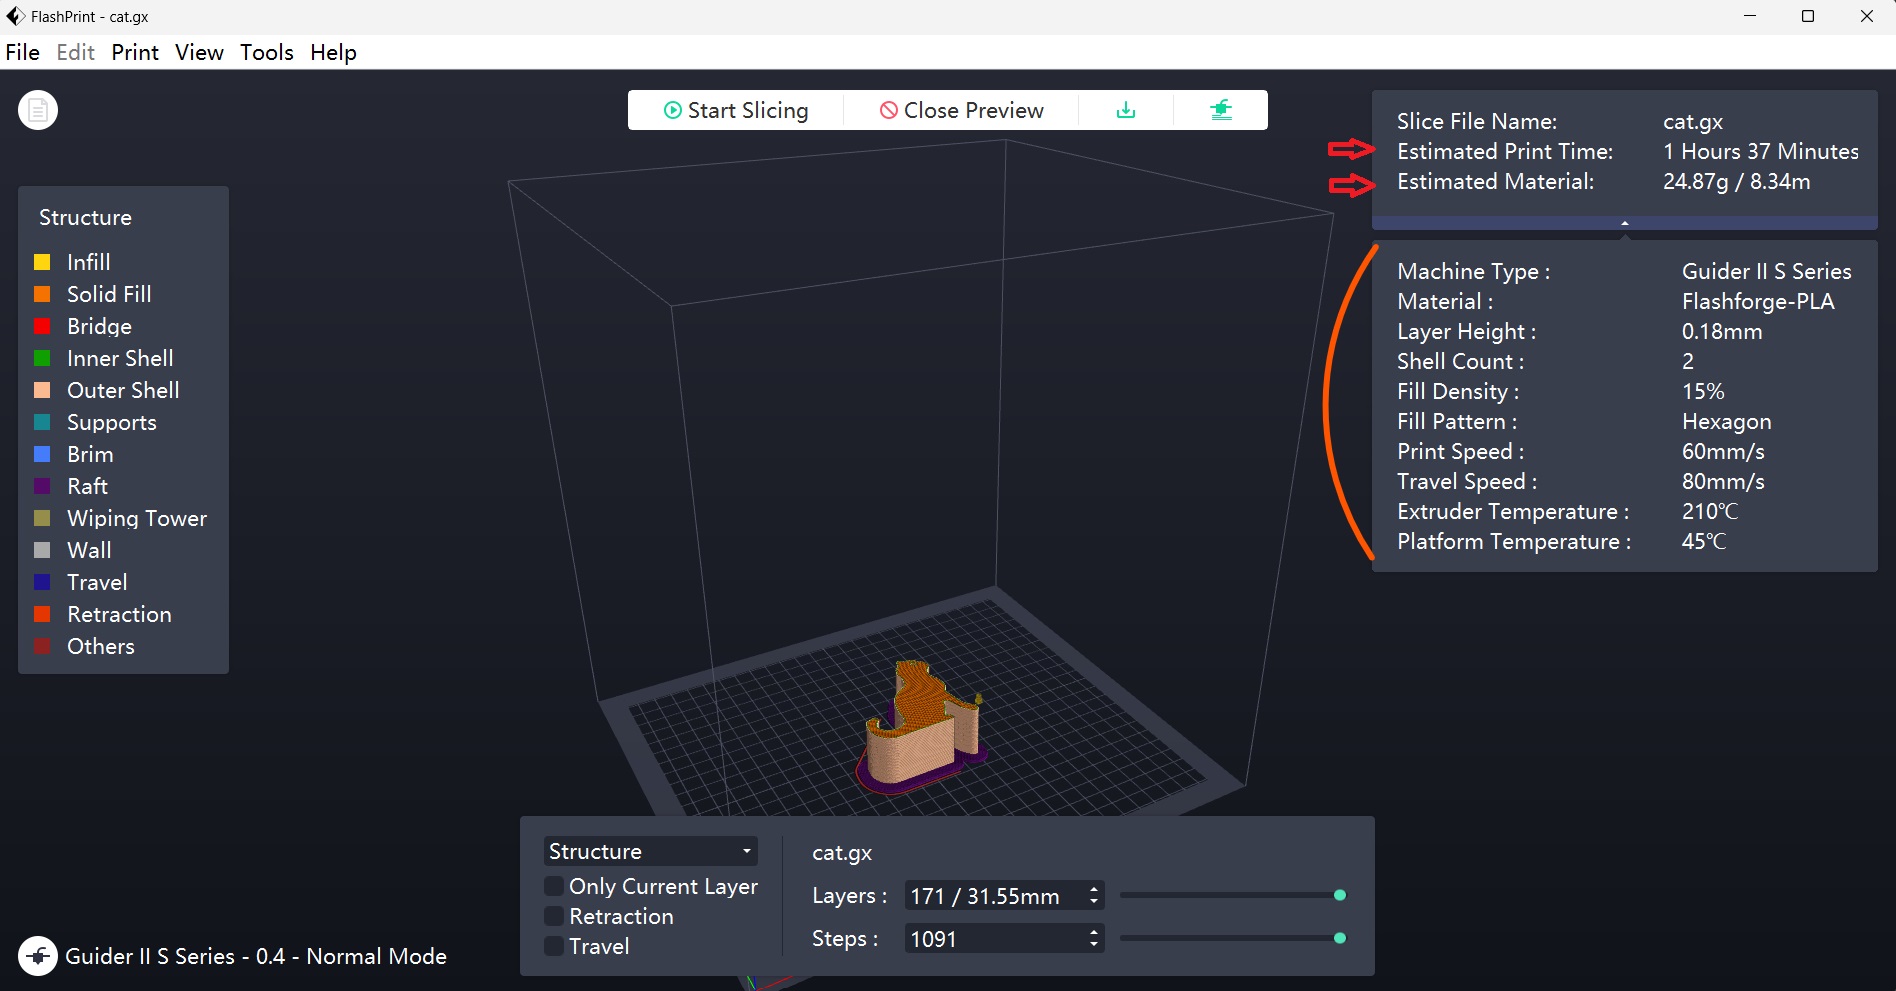 FlashPrint - cat.gx
File Edit Print View Tools Help
Start Slicing Close Preview
Slice File Name: cat.gx
Estimated Print Time: 1 Hours 37 Minutes
Estimated Material: 24.87g / 8.34m
Structure
Infill
Solid Fill
Bridge
Inner Shell
Outer Shell
Supports
Brim
Raft
Wiping Tower
Wall
Travel
Retraction
Others
Machine Type : Guider II S Series
Material : Flashforge-PLA
Layer Height : 0.18mm
Shell Count : 2
Fill Density : 15%
Fill Pattern : Hexagon
Print Speed : 60mm/s
Travel Speed : 80mm/s
Extruder Temperature : 210℃
Platform Temperature : 45℃
Structure
Only Current Layer
Retraction
Travel
cat.gx
Layers : 171 / 31.55mm
Steps : 1091
Guider II S Series - 0.4 - Normal Mode